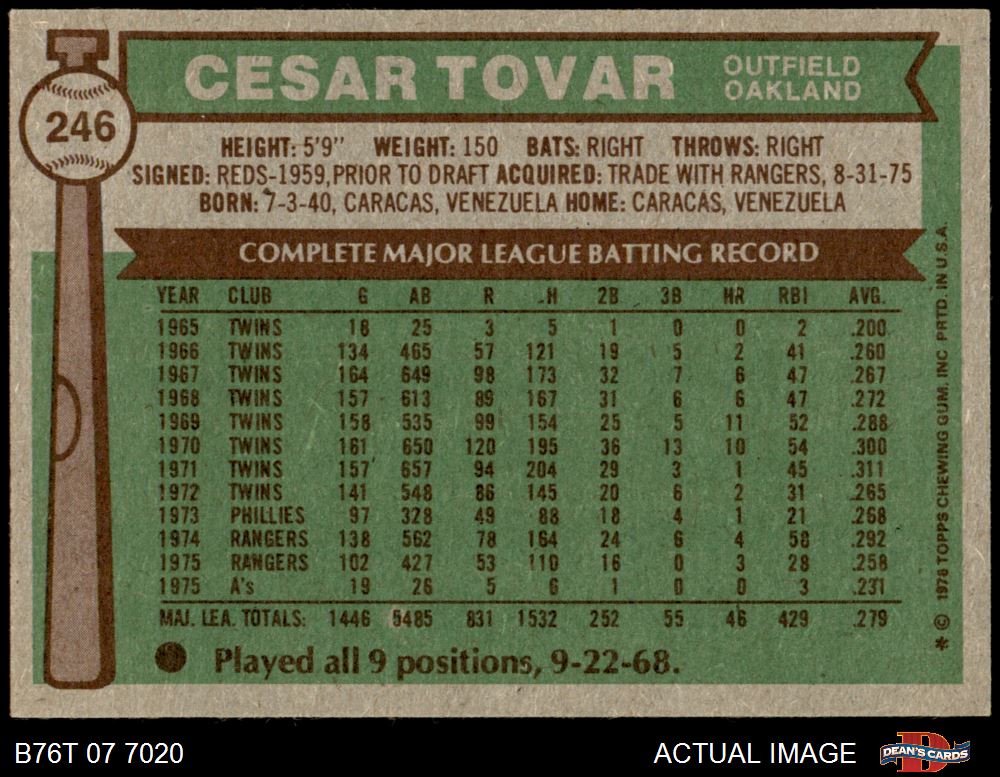 246
CESAR TOVAR
OUTFIELD
OAKLAND
HEIGHT: 5'9" WEIGHT: 150 BATS: RIGHT THROWS: RIGHT
SIGNED: REDS-1959, PRIOR TO DRAFT ACQUIRED: TRADE WITH RANGERS, 8-31-75
BORN: 7-3-40, CARACAS, VENEZUELA HOME: CARACAS, VENEZUELA
COMPLETE MAJOR LEAGUE BATTING RECORD
YEAR CLUB G AB R H 2B 3B HR RBI AVG.
1965 TWINS 18 25 3 5 1 0 0 2 .200
1966 TWINS 134 465 57 121 19 5 2 41 .260
1967 TWINS 164 649 98 173 32 7 6 47 .267
1968 TWINS 157 613 89 167 31 6 6 47 .272
1969 TWINS 158 535 99 154 25 5 11 52 .288
1970 TWINS 161 650 120 195 36 13 10 54 .300
1971 TWINS 157 657 94 204 29 3 1 45 .311
1972 TWINS 141 548 86 145 20 6 2 31 .265
1973 PHILLIES 97 328 49 88 18 4 1 21 .268
1974 RANGERS 138 562 78 164 24 6 4 58 .292
1975 RANGERS 102 427 53 110 16 0 3 28 .258
1975 A's 19 26 5 6 1 0 0 3 .231
MAJ. LEA. TOTALS: 1446 5485 831 1532 252 55 46 429 .279
Played all 9 positions, 9-22-68.
* © 1976 TOPPS CHEWING GUM, INC PRTD. IN U.S.A.
B76T 07 7020
ACTUAL IMAGE
DEAN'S CARDS